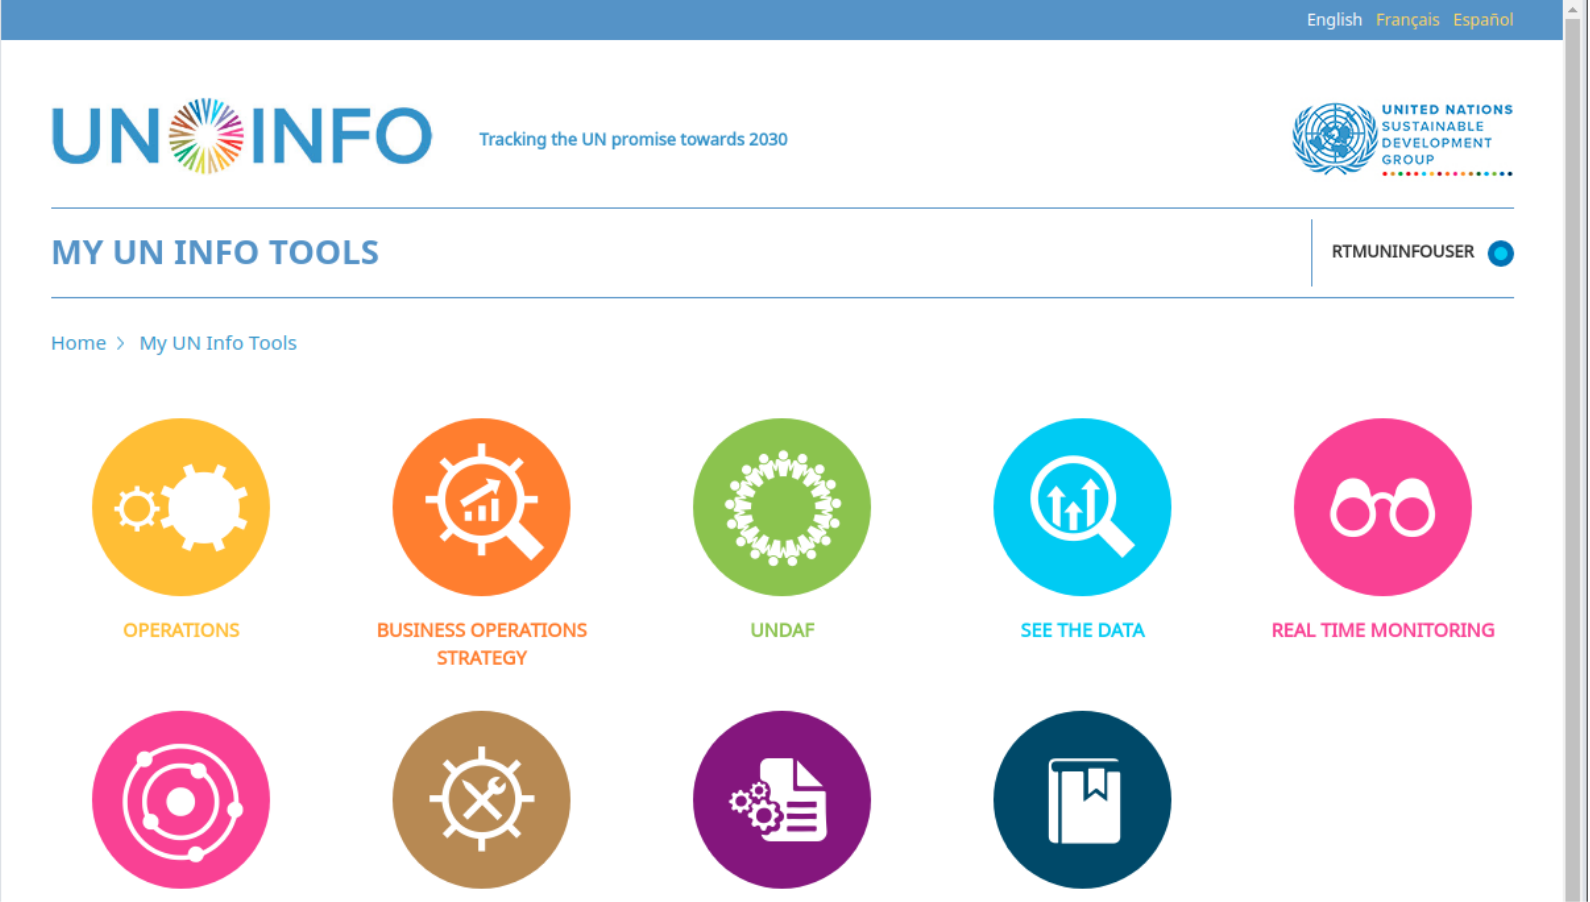 English Français Español
UN INFO
Tracking the UN promise towards 2030
UNITED NATIONS
SUSTAINABLE
DEVELOPMENT
GROUP
MY UN INFO TOOLS
RTMUNINFOUSER
Home > My UN Info Tools
OPERATIONS
BUSINESS OPERATIONS
STRATEGY
UNDAF
SEE THE DATA
REAL TIME MONITORING